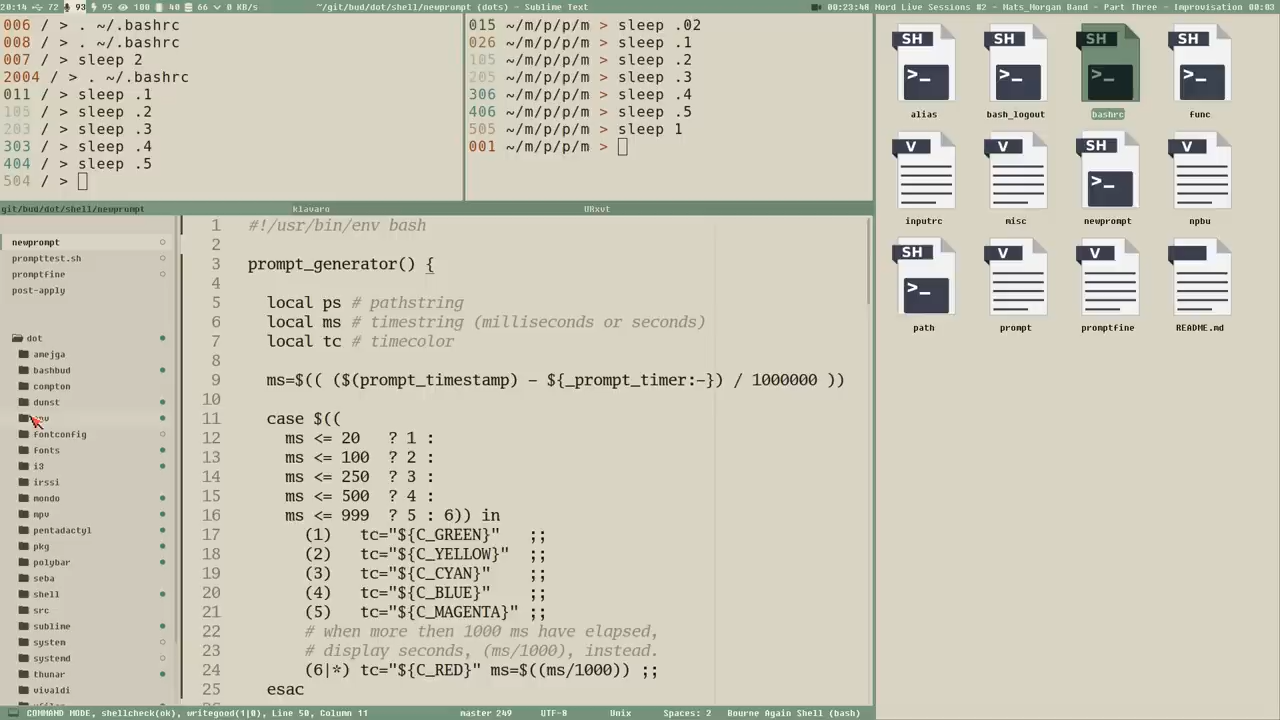 20:14 72 93 95 100 40 66 0 KB/s ~/git/bud/dot/shell/newprompt (dots) - Sublime Text 00:23:48 Nord Live Sessions #2 - Mats_Morgan Band - Part Three - Improvisation 00:03
006 / > . ~/.bashrc
008 / > . ~/.bashrc
007 / > sleep 2
2004 / > . ~/.bashrc
011 / > sleep .1
105 / > sleep .2
203 / > sleep .3
303 / > sleep .4
404 / > sleep .5
504 / >
015 ~/m/p/p/m > sleep .02
026 ~/m/p/p/m > sleep .1
105 ~/m/p/p/m > sleep .2
205 ~/m/p/p/m > sleep .3
306 ~/m/p/p/m > sleep .4
406 ~/m/p/p/m > sleep .5
505 ~/m/p/p/m > sleep 1
001 ~/m/p/p/m >
git/bud/dot/shell/newprompt klavaro URxvt
newprompt
prompttest.sh
promptfine
post-apply
dot
amejga
bashbud
compton
dunst
fontconfig
fonts
i3
irssi
mondo
mpv
pentadactyl
pkg
polybar
seba
shell
src
sublime
system
systemd
thunar
vivaldi
1 #!/usr/bin/env bash
2
3 prompt_generator() {
4
5 local ps # pathstring
6 local ms # timestring (milliseconds or seconds)
7 local tc # timecolor
8
9 ms=$(( ($(prompt_timestamp) - ${_prompt_timer:-}) / 1000000 ))
10
11 case $((
12 ms <= 20 ? 1 :
13 ms <= 100 ? 2 :
14 ms <= 250 ? 3 :
15 ms <= 500 ? 4 :
16 ms <= 999 ? 5 : 6)) in
17 (1) tc="${C_GREEN}" ;;
18 (2) tc="${C_YELLOW}" ;;
19 (3) tc="${C_CYAN}" ;;
20 (4) tc="${C_BLUE}" ;;
21 (5) tc="${C_MAGENTA}" ;;
22 # when more then 1000 ms have elapsed,
23 # display seconds, (ms/1000), instead.
24 (6|*) tc="${C_RED}" ms=$((ms/1000)) ;;
25 esac
COMMAND MODE, shellcheck(ok), writegood(1|0), Line 50, Column 11 master 249 UTF-8 Unix Spaces: 2 Bourne Again Shell (bash)
SH SH SH SH
>_ >_ >_ >_
alias bash_logout bashrc func
V V SH V
>_
inputrc misc newprompt npbu
SH V V
>_
path prompt promptfine README.md